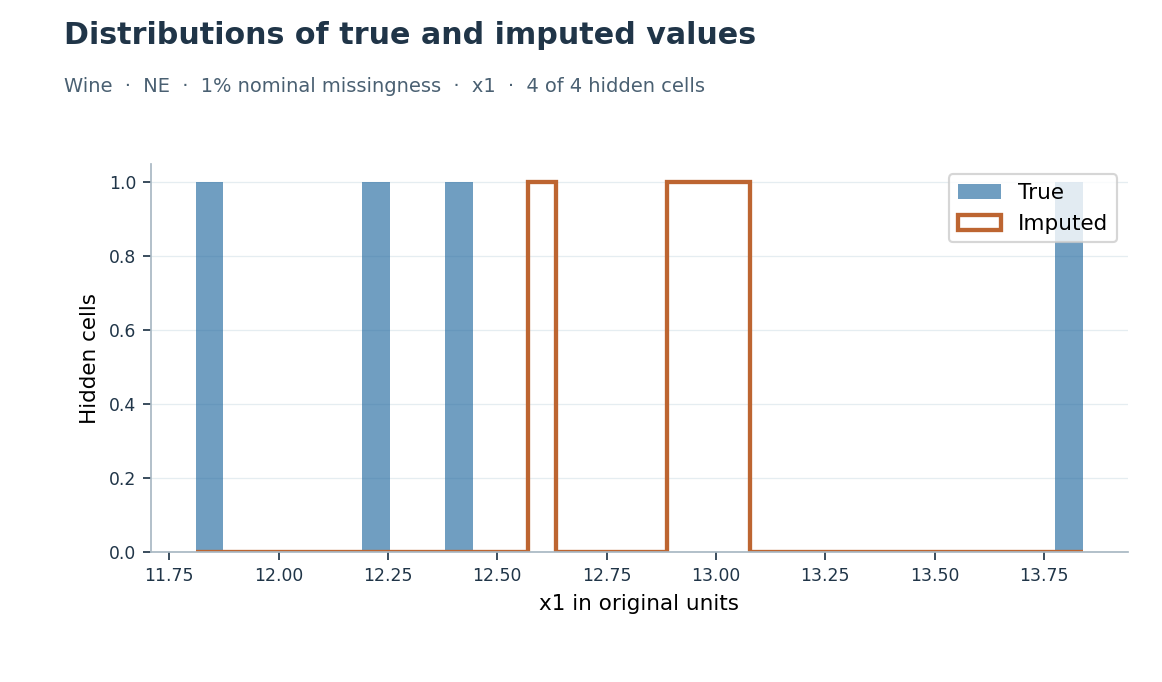 Distributions of true and imputed values
Wine · NE · 1% nominal missingness · x1 · 4 of 4 hidden cells
True
Imputed
Hidden cells
1.0
0.8
0.6
0.4
0.2
0.0
11.75 12.00 12.25 12.50 12.75 13.00 13.25 13.50 13.75
x1 in original units